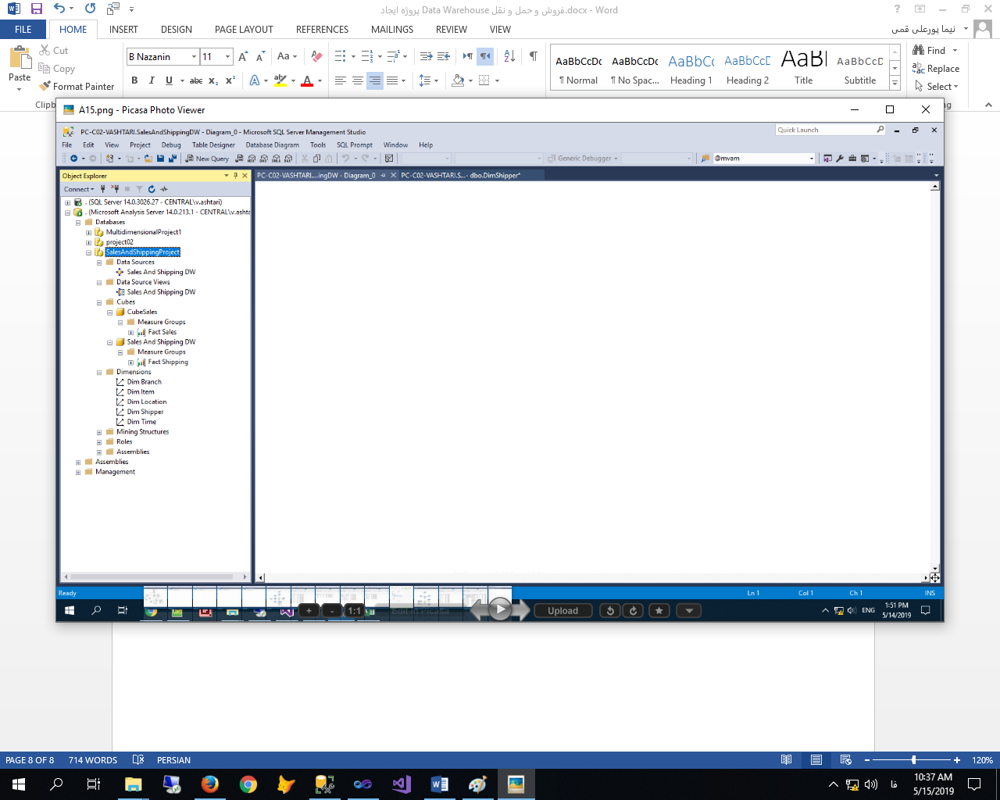 پروژه ایجاد Data Warehouse فروش و حمل و نقل.docx - Word
FILE HOME INSERT DESIGN PAGE LAYOUT REFERENCES MAILINGS REVIEW VIEW نیما پورعلی قمی
Paste Cut Copy Format Painter
B Nazanin 11
AaBbCcDc AaBbCcDc AaBbCc AaBbCcC AaBl AaBbCcD
¶ Normal ¶ No Spac... Heading 1 Heading 2 Title Subtitle
Find Replace Select
A15.png - Picasa Photo Viewer
PC-C02-VASHTARI.SalesAndShippingDW - Diagram_0 - Microsoft SQL Server Management Studio
Quick Launch
File Edit View Project Debug Table Designer Database Diagram Tools SQL Prompt Window Help
New Query Generic Debugger @mvam
Object Explorer
PC-C02-VASHTARI....ingDW - Diagram_0 PC-C02-VASHTARI.S...- dbo.DimShipper*
Connect
. (SQL Server 14.0.3026.27 - CENTRAL\v.ashtari)
. (Microsoft Analysis Server 14.0.213.1 - CENTRAL\v.ashta
Databases
MultidimensionalProject1
project02
SalesAndShippingProject
Data Sources
Sales And Shipping DW
Data Source Views
Sales And Shipping DW
Cubes
CubeSales
Measure Groups
Fact Sales
Sales And Shipping DW
Measure Groups
Fact Shipping
Dimensions
Dim Branch
Dim Item
Dim Location
Dim Shipper
Dim Time
Mining Structures
Roles
Assemblies
Assemblies
Management
Ready Ln 1 Col 1 Ch 1 INS
1:1 Edit in Picasa Upload
ENG 1:51 PM
5/14/2019
PAGE 8 OF 8 714 WORDS PERSIAN 120%
فا 10:37 AM
5/15/2019